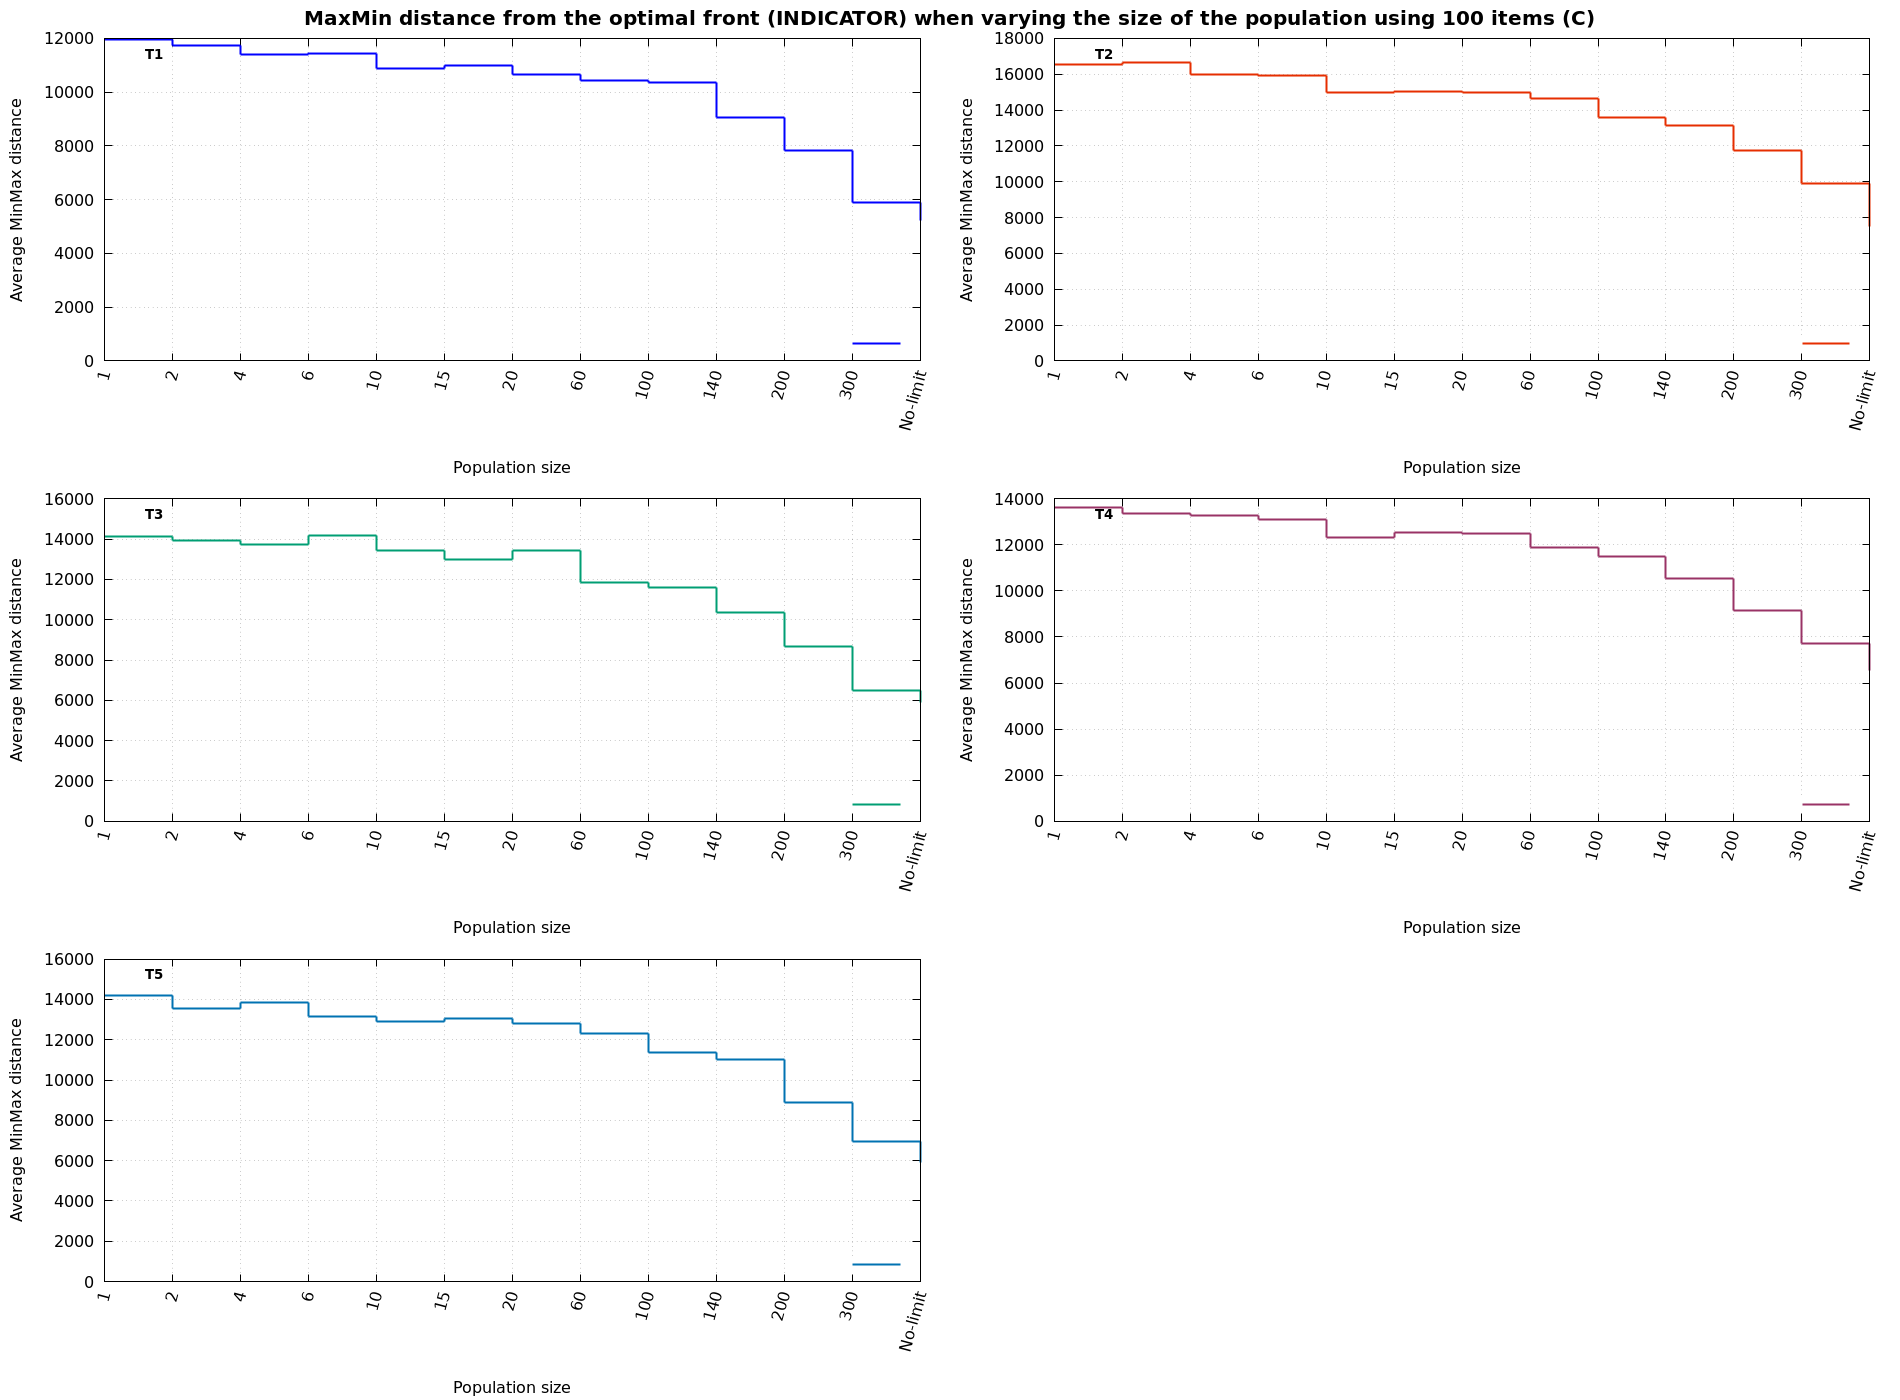 MaxMin distance from the optimal front (INDICATOR) when varying the size of the population using 100 items (C)
T1
Average MinMax distance
12000
10000
8000
6000
4000
2000
0
1 2 4 6 10 15 20 60 100 140 200 300 No-limit
Population size
T2
Average MinMax distance
18000
16000
14000
12000
10000
8000
6000
4000
2000
0
1 2 4 6 10 15 20 60 100 140 200 300 No-limit
Population size
T3
Average MinMax distance
16000
14000
12000
10000
8000
6000
4000
2000
0
1 2 4 6 10 15 20 60 100 140 200 300 No-limit
Population size
T4
Average MinMax distance
14000
12000
10000
8000
6000
4000
2000
0
1 2 4 6 10 15 20 60 100 140 200 300 No-limit
Population size
T5
Average MinMax distance
16000
14000
12000
10000
8000
6000
4000
2000
0
1 2 4 6 10 15 20 60 100 140 200 300 No-limit
Population size